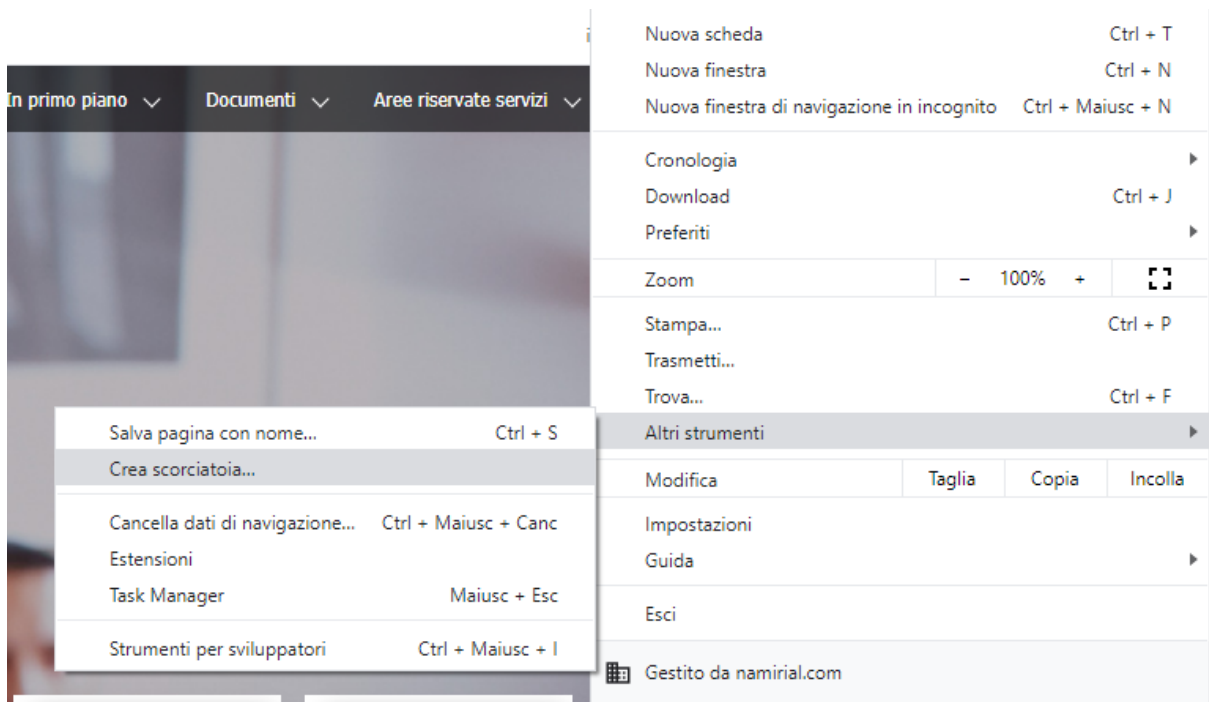 In primo piano
Documenti
Aree riservate servizi
Nuova scheda Ctrl + T
Nuova finestra Ctrl + N
Nuova finestra di navigazione in incognito Ctrl + Maiusc + N
Cronologia
Download Ctrl + J
Preferiti
Zoom - 100% +
Stampa... Ctrl + P
Trasmetti...
Trova... Ctrl + F
Altri strumenti
Modifica Taglia Copia Incolla
Impostazioni
Guida
Esci
Gestito da namirial.com
Salva pagina con nome... Ctrl + S
Crea scorciatoia...
Cancella dati di navigazione... Ctrl + Maiusc + Canc
Estensioni
Task Manager Maiusc + Esc
Strumenti per sviluppatori Ctrl + Maiusc + I